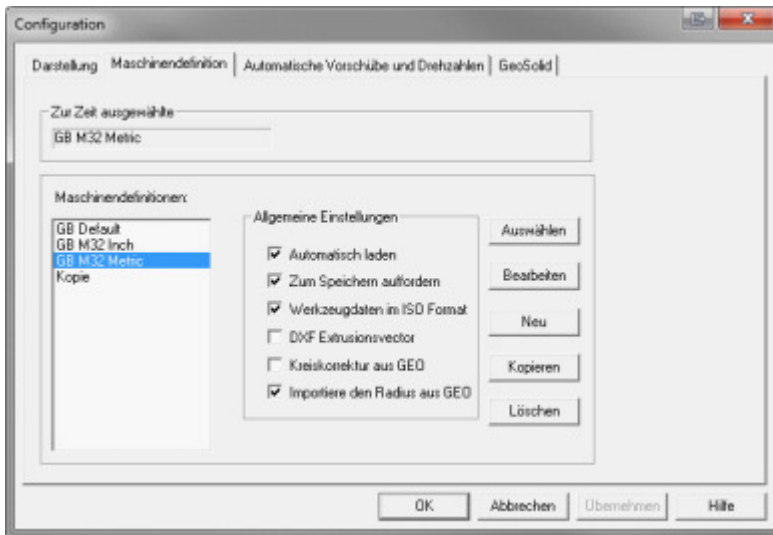 Configuration
Darstellung
Maschinendefinition
Automatische Vorschübe und Drehzahlen
GeoSolid
Zur Zeit ausgewählte
GB M32 Metric
Maschinendefinitionen:
GB Default
GB M32 Inch
GB M32 Metric
Kopie
Allgemeine Einstellungen
Automatisch laden
Zum Speichern auffordern
Werkzeugdaten im ISO Format
DXF Extrusionsvector
Kreiskorrektur aus GEO
Importiere den Radius aus GEO
Auswählen
Bearbeiten
Neu
Kopieren
Löschen
OK
Abbrechen
Übernehmen
Hilfe